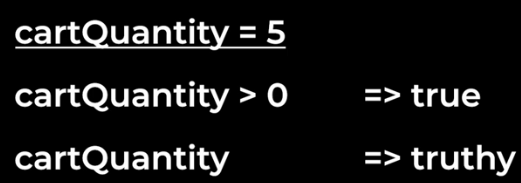 cartQuantity = 5
cartQuantity > 0 => true
cartQuantity => truthy